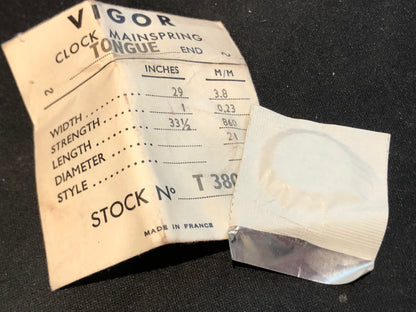 VIGOR
CLOCK MAINSPRING
2 TONGUE END 2
INCHES M/M
WIDTH 29 3.8
STRENGTH 1 0,23
LENGTH 33½ 860
DIAMETER 21
STYLE
STOCK No T 380
MADE IN FRANCE